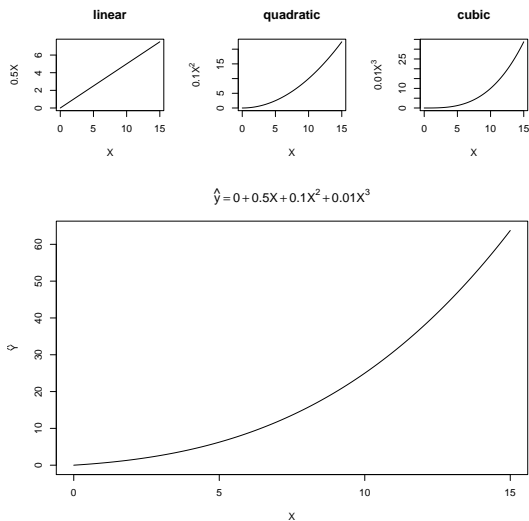 linear
0.5X
0 2 4 6
0 5 10 15
X
quadratic
0.1X²
0 5 15
0 5 10 15
X
cubic
0.01X³
0 5 15 25
0 5 10 15
X
ŷ = 0 + 0.5X + 0.1X² + 0.01X³
Ŷ
0 10 20 30 40 50 60
0 5 10 15
X